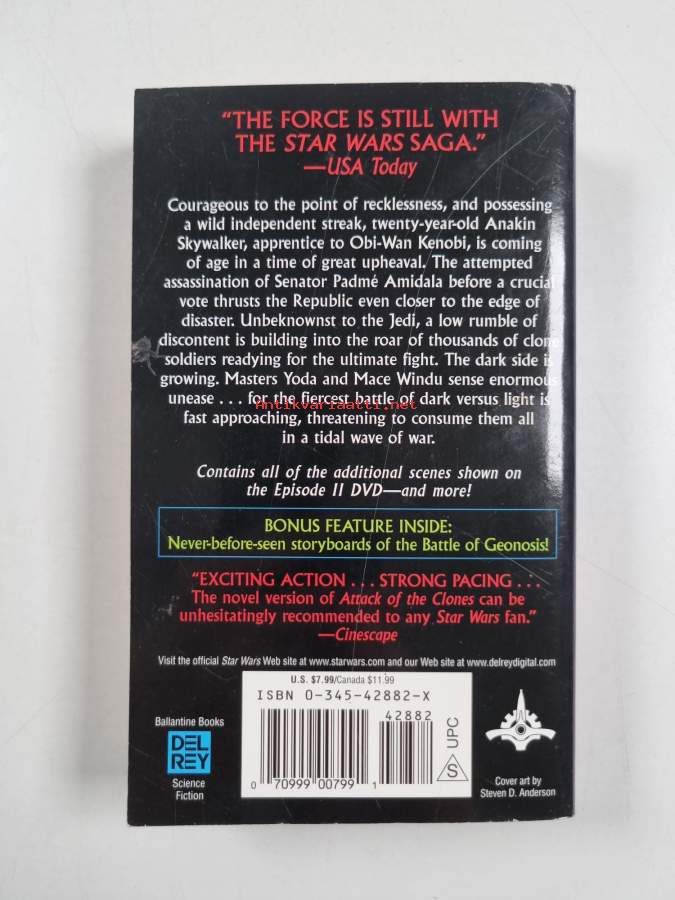 “THE FORCE IS STILL WITH
THE STAR WARS SAGA.”
—USA Today
Courageous to the point of recklessness, and possessing
a wild independent streak, twenty-year-old Anakin
Skywalker, apprentice to Obi-Wan Kenobi, is coming
of age in a time of great upheaval. The attempted
assassination of Senator Padmé Amidala before a crucial
vote thrusts the Republic even closer to the edge of
disaster. Unbeknownst to the Jedi, a low rumble of
discontent is building into the roar of thousands of clone
soldiers readying for the ultimate fight. The dark side is
growing. Masters Yoda and Mace Windu sense enormous
unease . . . for the fiercest battle of dark versus light is
Antikvariaatti.net
fast approaching, threatening to consume them all
in a tidal wave of war.
Contains all of the additional scenes shown on
the Episode II DVD—and more!
BONUS FEATURE INSIDE:
Never-before-seen storyboards of the Battle of Geonosis!
“EXCITING ACTION . . . STRONG PACING . . .
The novel version of Attack of the Clones can be
unhesitatingly recommended to any Star Wars fan.”
—Cinescape
Visit the official Star Wars Web site at www.starwars.com and our Web site at www.delreydigital.com
U.S. $7.99/Canada $11.99
ISBN 0-345-42882-X
42882
0 70999 00799 1
S UPC
Ballantine Books
DEL
REY
Science
Fiction
Cover art by
Steven D. Anderson